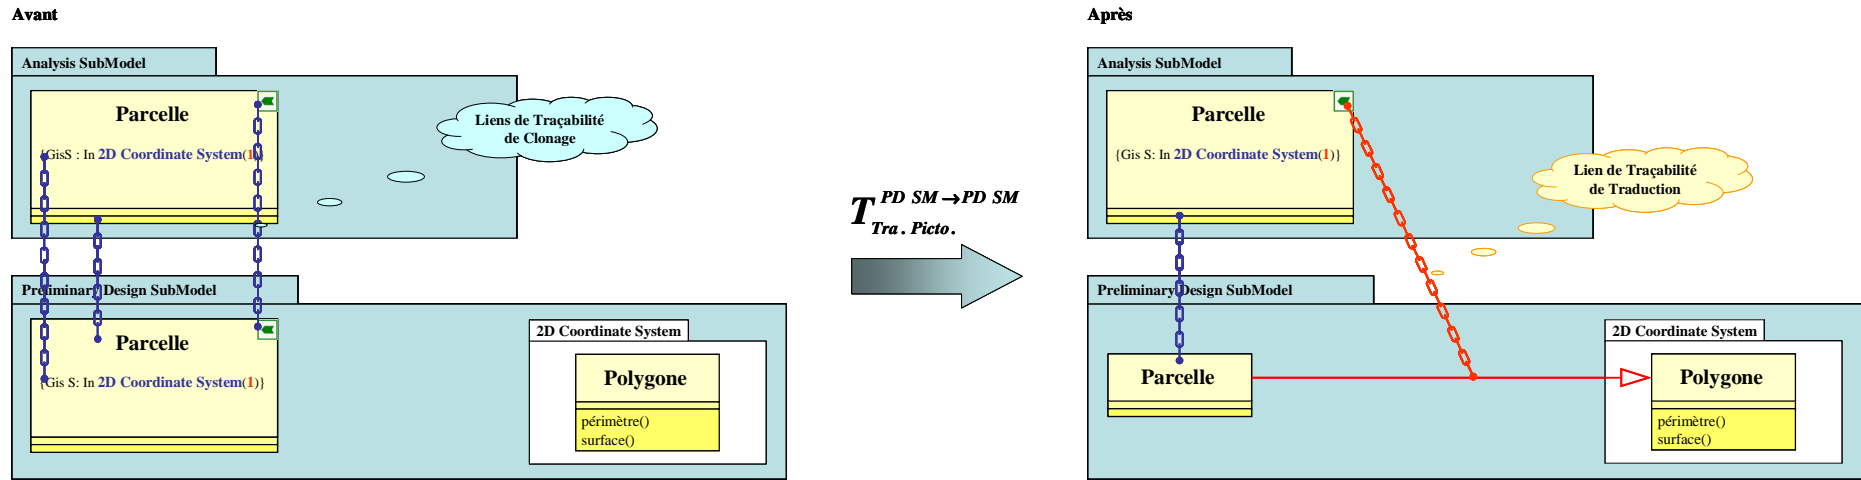 Avant
Analysis SubModel
Parcelle
{GisS : In 2D Coordinate System(1)}
Liens de Traçabilité
de Clonage
Preliminary Design SubModel
Parcelle
{Gis S: In 2D Coordinate System(1)}
2D Coordinate System
Polygone
périmètre()
surface()
T PD SM→PD SM
Tra. Picto.
Après
Analysis SubModel
Parcelle
{Gis S: In 2D Coordinate System(1)}
Lien de Traçabilité
de Traduction
Preliminary Design SubModel
Parcelle
2D Coordinate System
Polygone
périmètre()
surface()